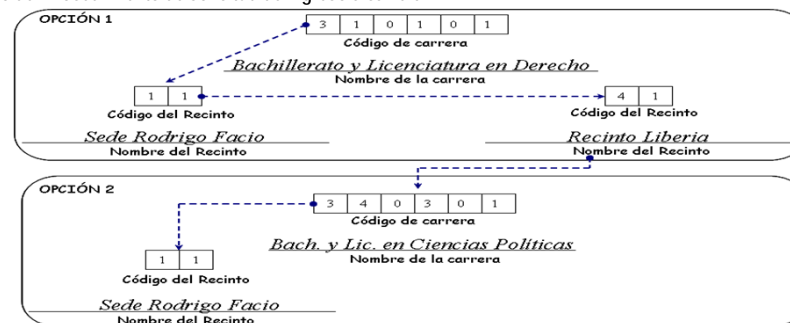 OPCIÓN 1
3 1 0 1 0 1
Código de carrera
Bachillerato y Licenciatura en Derecho
Nombre de la carrera
1 1
4 1
Código del Recinto
Código del Recinto
Sede Rodrigo Facio
Recinto Liberia
Nombre del Recinto
Nombre del Recinto
OPCIÓN 2
3 4 0 3 0 1
Código de carrera
Bach. y Lic. en Ciencias Políticas
Nombre de la carrera
1 1
Código del Recinto
Sede Rodrigo Facio
Nombre del Recinto